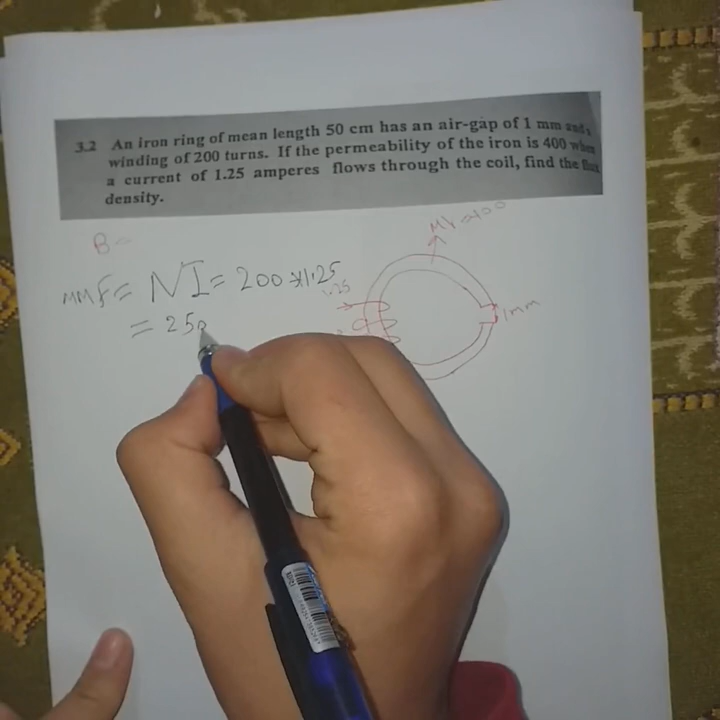 3.2 An iron ring of mean length 50 cm has an air-gap of 1 mm and
winding of 200 turns. If the permeability of the iron is 400 when
a current of 1.25 amperes flows through the coil, find the flux
density.
B=
MMF = NI = 200*1.25
= 250
1.25
1mm